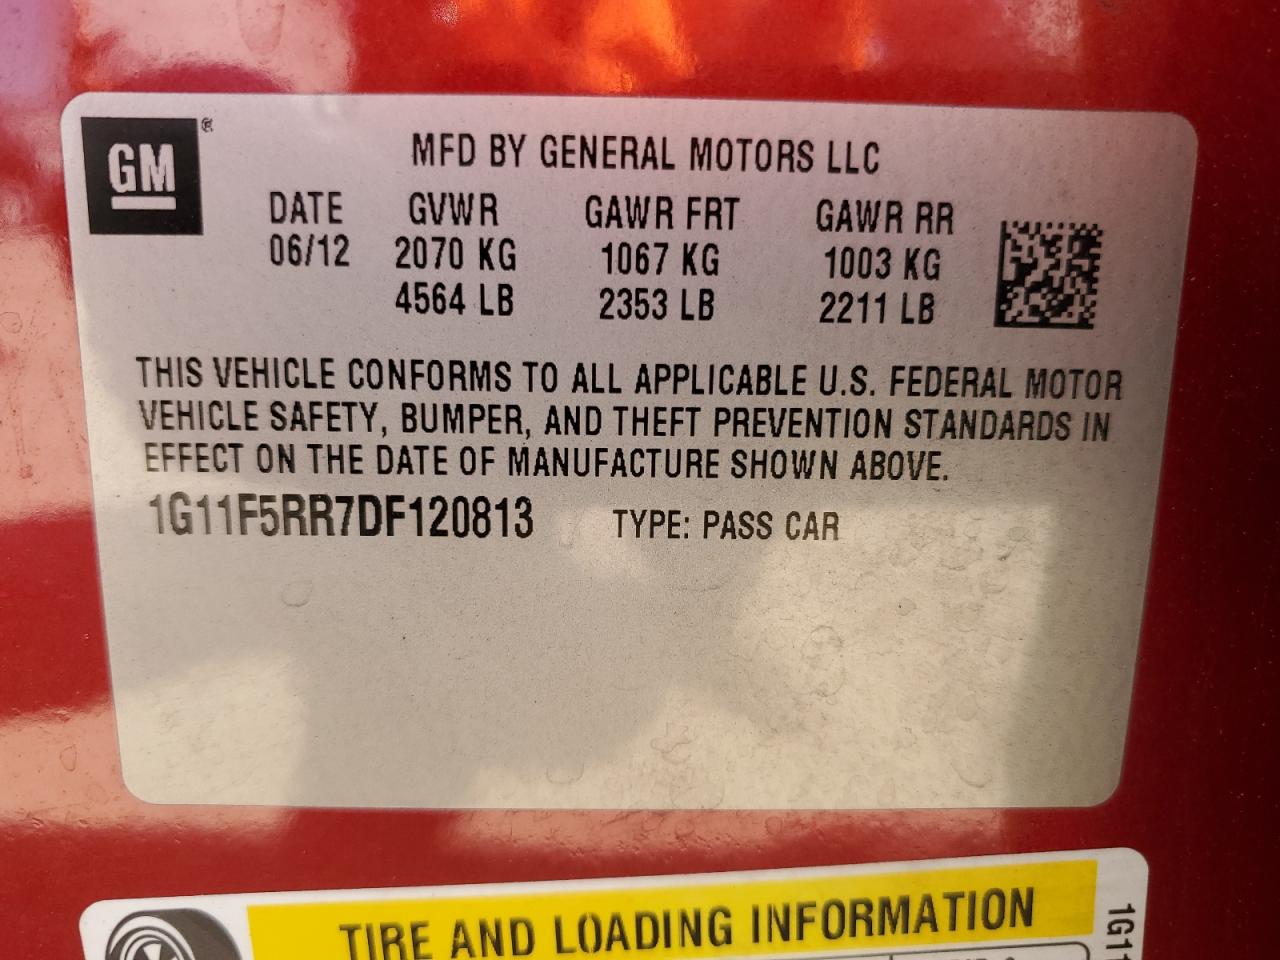 GM ®
MFD BY GENERAL MOTORS LLC
DATE GVWR GAWR FRT GAWR RR
06/12 2070 KG 1067 KG 1003 KG
4564 LB 2353 LB 2211 LB
THIS VEHICLE CONFORMS TO ALL APPLICABLE U.S. FEDERAL MOTOR
VEHICLE SAFETY, BUMPER, AND THEFT PREVENTION STANDARDS IN
EFFECT ON THE DATE OF MANUFACTURE SHOWN ABOVE.
1G11F5RR7DF120813 TYPE: PASS CAR
TIRE AND LOADING INFORMATION